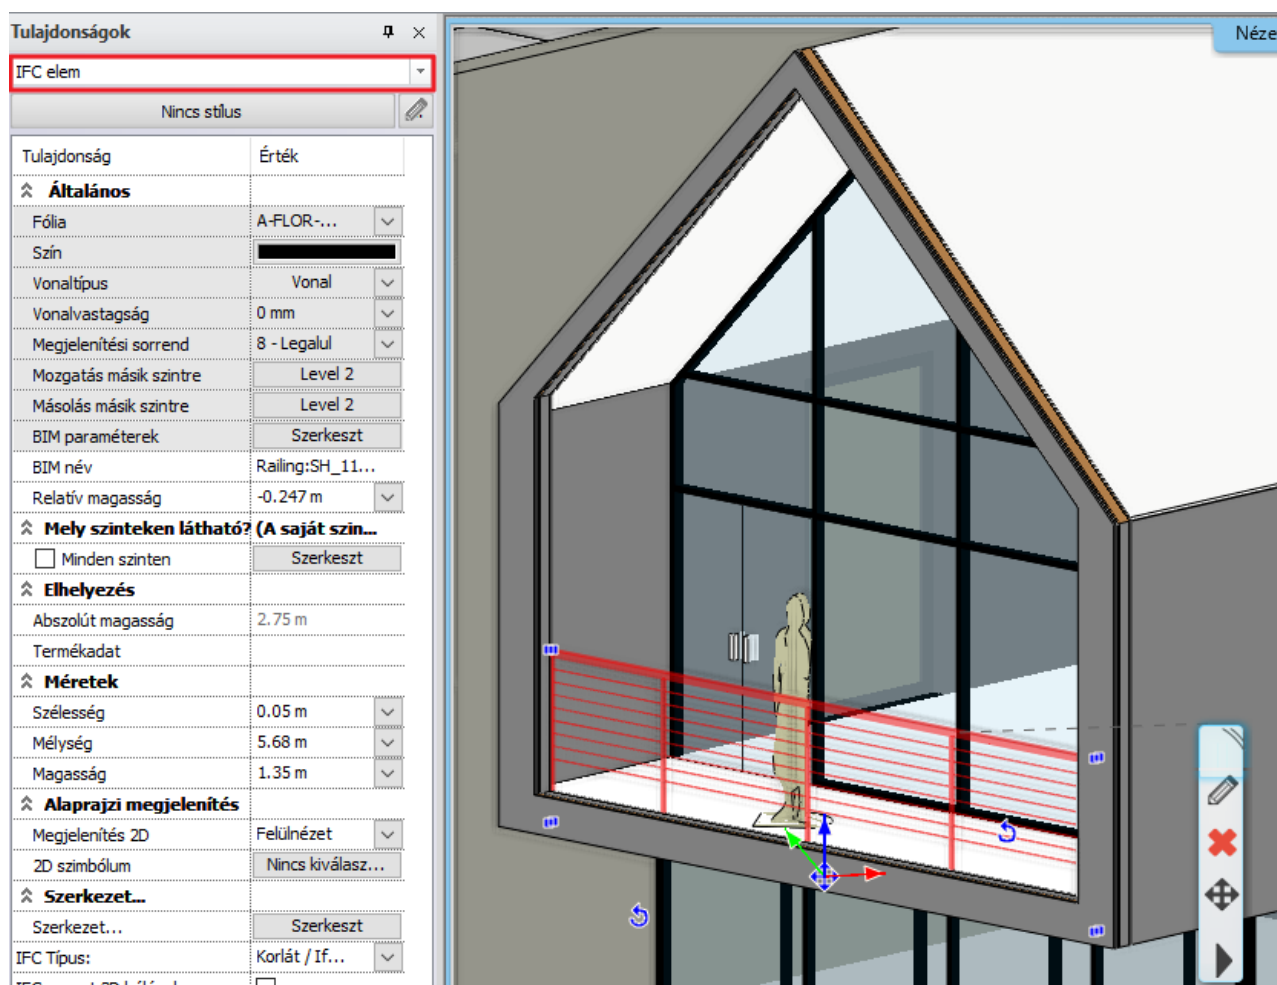 Tulajdonságok
IFC elem
Nincs stílus
Tulajdonság Érték
Általános
Fólia A-FLOR-...
Szín
Vonaltípus Vonal
Vonalvastagság 0 mm
Megjelenítési sorrend 8 - Legalul
Mozgatás másik szintre Level 2
Másolás másik szintre Level 2
BIM paraméterek Szerkeszt
BIM név Railing:SH_11...
Relatív magasság -0.247 m
Mely szinteken látható? (A saját szin...
Minden szinten Szerkeszt
Elhelyezés
Abszolút magasság 2.75 m
Termékadat
Méretek
Szélesség 0.05 m
Mélység 5.68 m
Magasság 1.35 m
Alaprajzi megjelenítés
Megjelenítés 2D Felülnézet
2D szimbólum Nincs kiválasz...
Szerkezet...
Szerkezet... Szerkeszt
IFC Típus: Korlát / If...
Néze